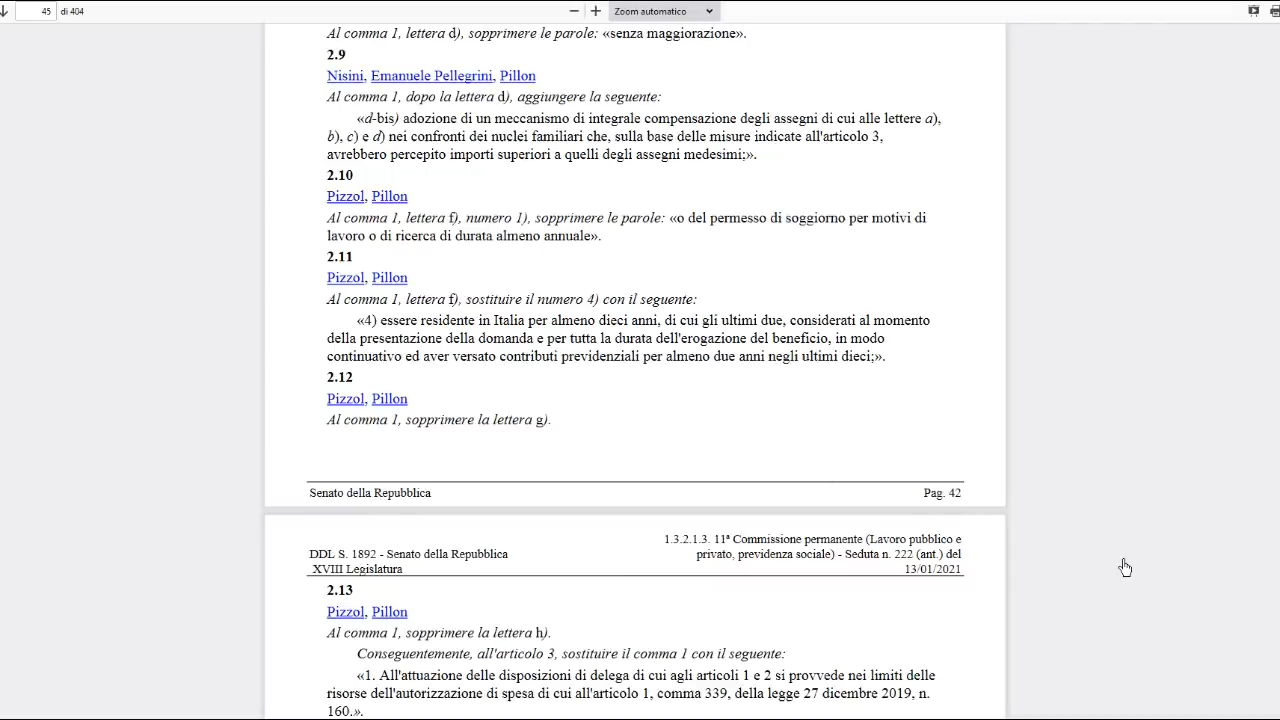 45 di 404 Zoom automatico
Al comma 1, lettera d), sopprimere le parole: «senza maggiorazione».
2.9
Nisini, Emanuele Pellegrini, Pillon
Al comma 1, dopo la lettera d), aggiungere la seguente:
«d-bis) adozione di un meccanismo di integrale compensazione degli assegni di cui alle lettere a),
b), c) e d) nei confronti dei nuclei familiari che, sulla base delle misure indicate all'articolo 3,
avrebbero percepito importi superiori a quelli degli assegni medesimi;».
2.10
Pizzol, Pillon
Al comma 1, lettera f), numero 1), sopprimere le parole: «o del permesso di soggiorno per motivi di
lavoro o di ricerca di durata almeno annuale».
2.11
Pizzol, Pillon
Al comma 1, lettera f), sostituire il numero 4) con il seguente:
«4) essere residente in Italia per almeno dieci anni, di cui gli ultimi due, considerati al momento
della presentazione della domanda e per tutta la durata dell'erogazione del beneficio, in modo
continuativo ed aver versato contributi previdenziali per almeno due anni negli ultimi dieci;».
2.12
Pizzol, Pillon
Al comma 1, sopprimere la lettera g).
Senato della Repubblica Pag. 42
1.3.2.1.3. 11ª Commissione permanente (Lavoro pubblico e
DDL S. 1892 - Senato della Repubblica privato, previdenza sociale) - Seduta n. 222 (ant.) del
XVIII Legislatura 13/01/2021
2.13
Pizzol, Pillon
Al comma 1, sopprimere la lettera h).
Conseguentemente, all'articolo 3, sostituire il comma 1 con il seguente:
«1. All'attuazione delle disposizioni di delega di cui agli articoli 1 e 2 si provvede nei limiti delle
risorse dell'autorizzazione di spesa di cui all'articolo 1, comma 339, della legge 27 dicembre 2019, n.
160.».